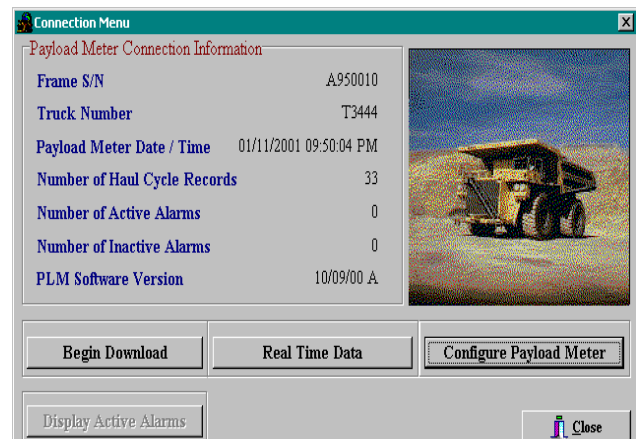 Connection Menu
Payload Meter Connection Information
Frame S/N A950010
Truck Number T3444
Payload Meter Date / Time 01/11/2001 09:50:04 PM
Number of Haul Cycle Records 33
Number of Active Alarms 0
Number of Inactive Alarms 0
PLM Software Version 10/09/00 A
Begin Download Real Time Data Configure Payload Meter
Display Active Alarms Close